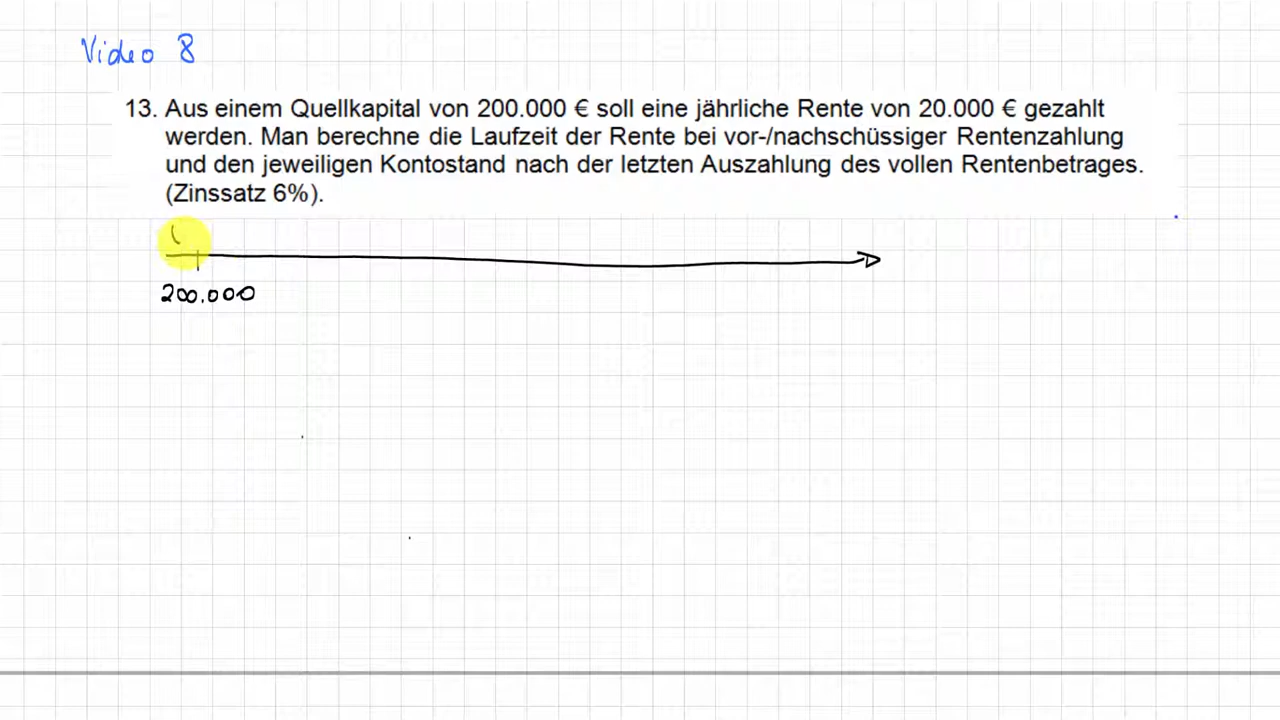 Video 8
13. Aus einem Quellkapital von 200.000 € soll eine jährliche Rente von 20.000 € gezahlt
werden. Man berechne die Laufzeit der Rente bei vor-/nachschüssiger Rentenzahlung
und den jeweiligen Kontostand nach der letzten Auszahlung des vollen Rentenbetrages.
(Zinssatz 6%).
200.000